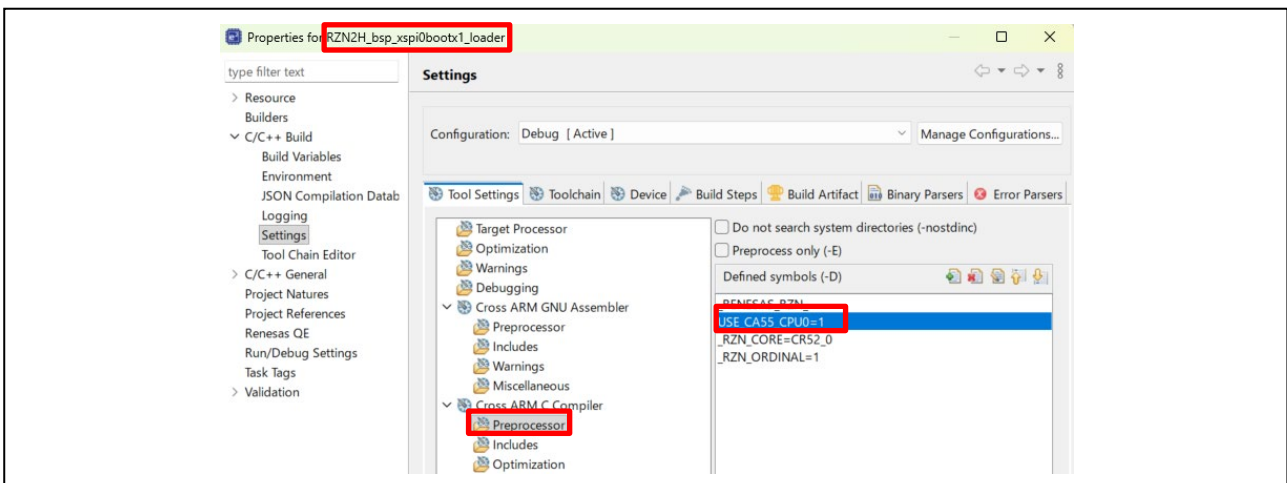 Properties for RZN2H_bsp_xspi0bootx1_loader
type filter text
Settings
Resource
Builders
C/C++ Build
Build Variables
Environment
JSON Compilation Datab
Logging
Settings
Tool Chain Editor
C/C++ General
Project Natures
Project References
Renesas QE
Run/Debug Settings
Task Tags
Validation
Configuration: Debug [ Active ]
Manage Configurations...
Tool Settings Toolchain Device Build Steps Build Artifact Binary Parsers Error Parsers
Target Processor
Optimization
Warnings
Debugging
Cross ARM GNU Assembler
Preprocessor
Includes
Warnings
Miscellaneous
Cross ARM C Compiler
Preprocessor
Includes
Optimization
Do not search system directories (-nostdinc)
Preprocess only (-E)
Defined symbols (-D)
_RENESAS_RZN_
USE_CA55_CPU0=1
_RZN_CORE=CR52_0
_RZN_ORDINAL=1